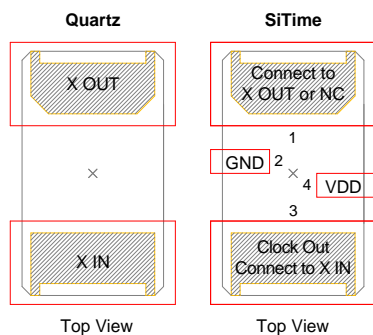 Quartz
SiTime
X OUT
Connect to
X OUT or NC
1
GND
2
4
VDD
3
X IN
Clock Out
Connect to X IN
Top View
Top View